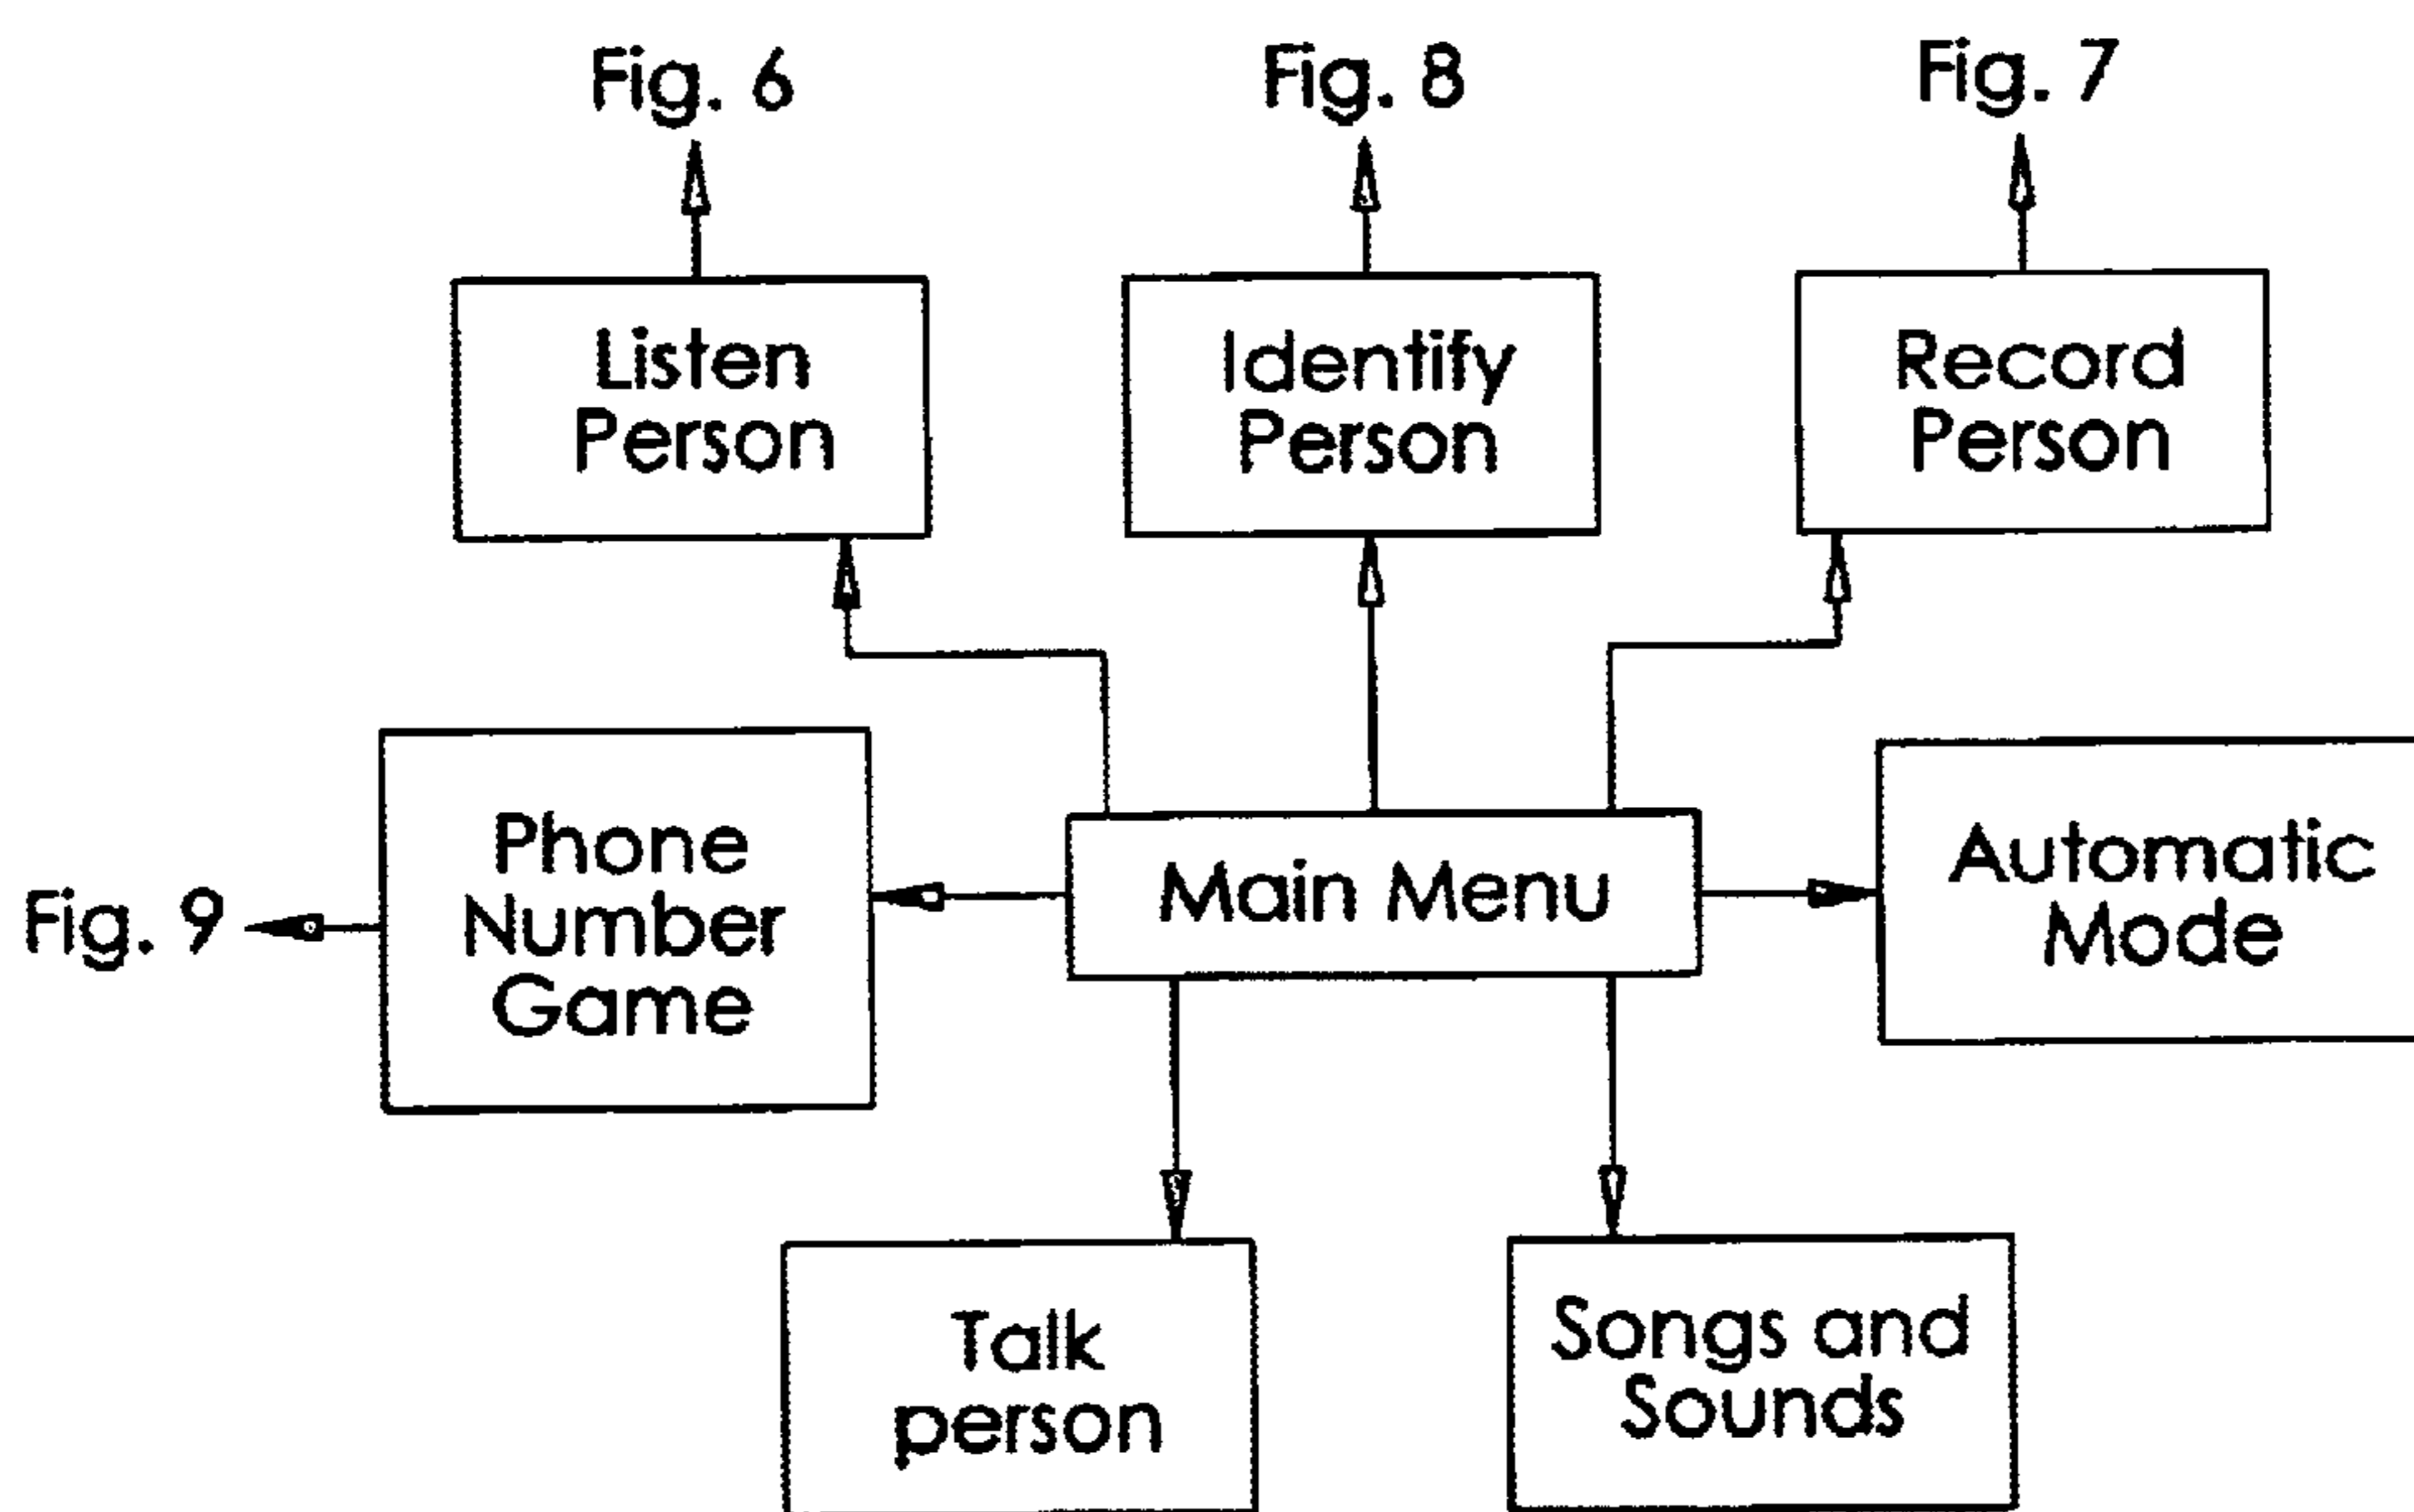 Fig. 6
Fig. 8
Fig. 7
Listen
Person
Identify
Person
Record
Person
Phone
Number
Game
Fig. 9
Main Menu
Automatic
Mode
Talk
person
Songs and
Sounds